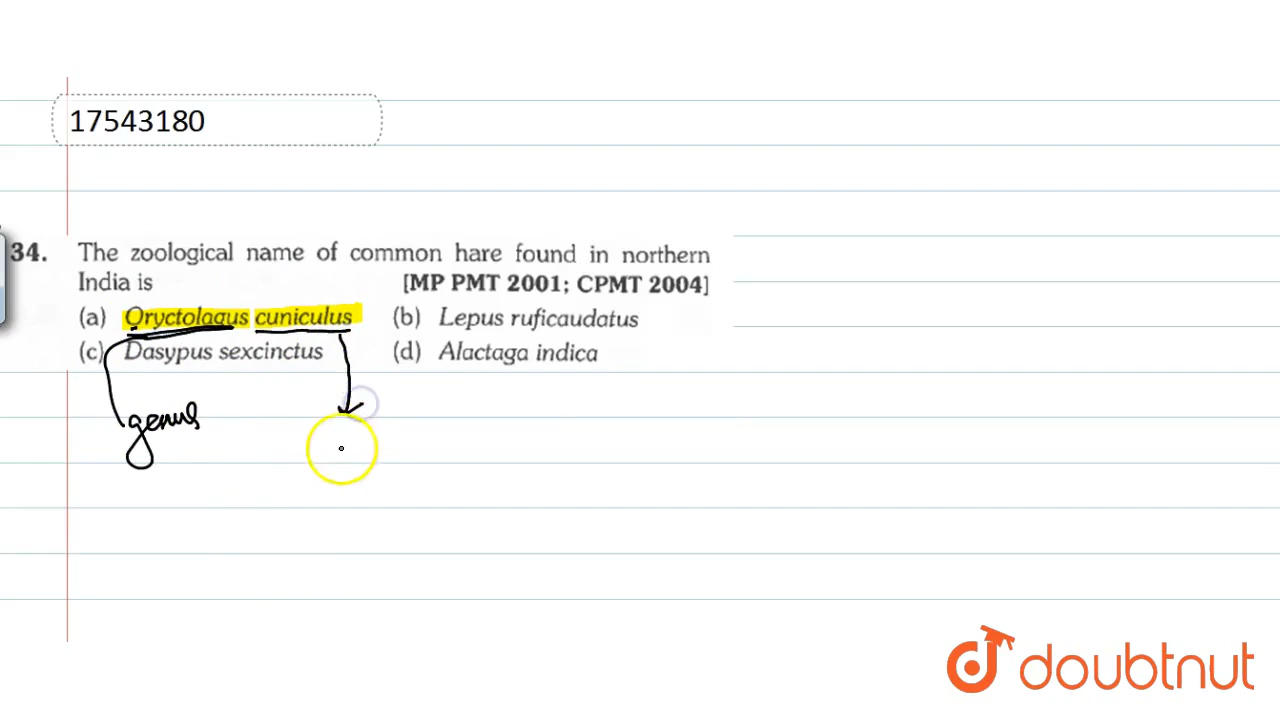 17543180
34. The zoological name of common hare found in northern
India is [MP PMT 2001; CPMT 2004]
(a) Oryctolagus cuniculus (b) Lepus ruficaudatus
(c) Dasypus sexcinctus (d) Alactaga indica
genus
doubtnut